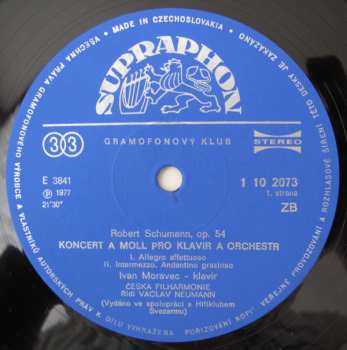 MADE IN CZECHOSLOVAKIA
VŠECHNA PRÁVA GRAMOFONOVÉHO VÝROBCE A VLASTNÍKŮ AUTORSKÝCH PRÁV K DÍLU VYHRAŽENA. POŘIZOVÁNÍ KOPIÍ, VEŘEJNÉ PROVOZOVÁNÍ A ROZHLASOVÉ ŠÍŘENÍ TÉTO DESKY JE ZAKÁZÁNO
SUPRAPHON
33
GRAMOFONOVÝ KLUB
STEREO
E 3841
℗ 1977
21'30"
1 10 2073
1. strana
ZB
Robert Schumann, op. 54
KONCERT A MOLL PRO KLAVÍR A ORCHESTR
I. Allegro affettuoso
II. Intermezzo. Andantino grazioso
Ivan Moravec - klavír
ČESKÁ FILHARMONIE
Řídí VÁCLAV NEUMANN
(Vydáno ve spolupráci s Hifiklubem
Svazarmu)